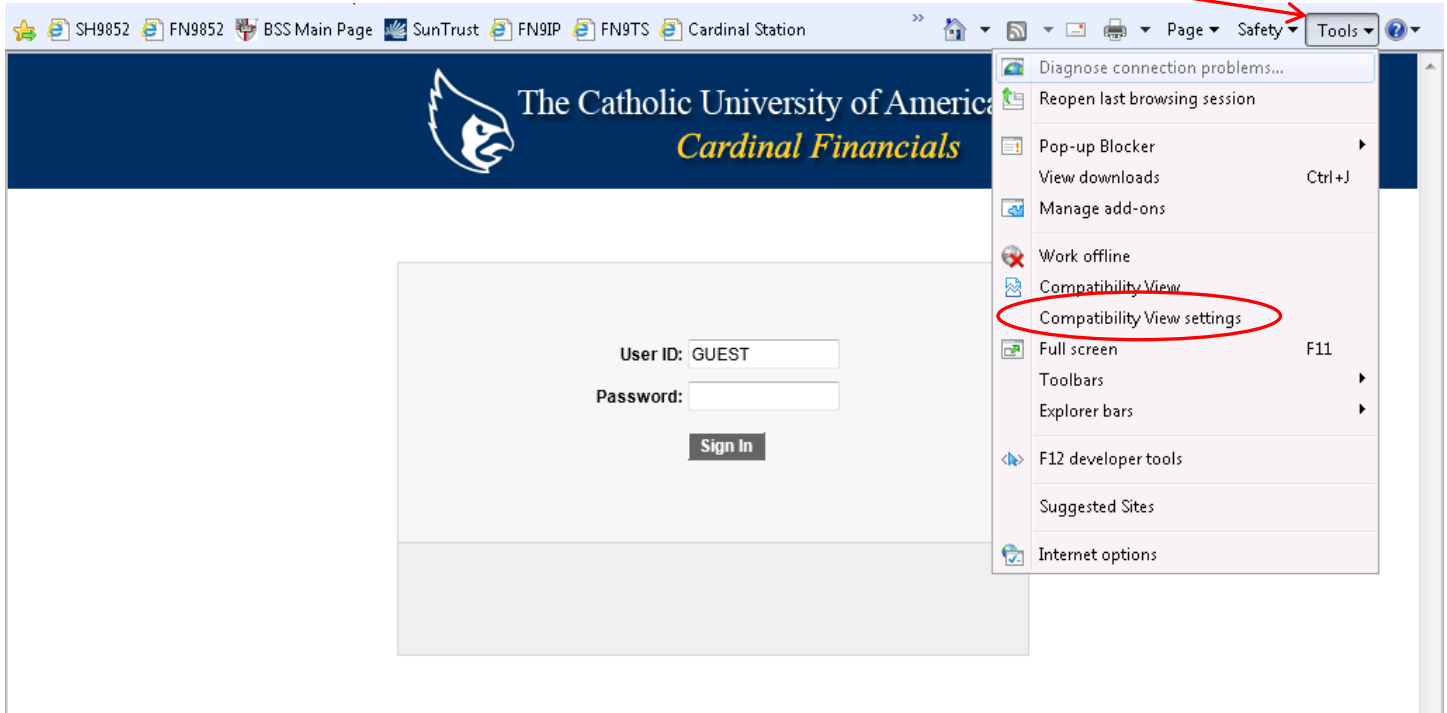 SH9852 FN9852 BSS Main Page SunTrust FN9IP FN9TS Cardinal Station » Page Safety Tools
The Catholic University of America
Cardinal Financials
User ID: GUEST
Password:
Sign In
Diagnose connection problems...
Reopen last browsing session
Pop-up Blocker
View downloads Ctrl+J
Manage add-ons
Work offline
Compatibility View
Compatibility View settings
Full screen F11
Toolbars
Explorer bars
F12 developer tools
Suggested Sites
Internet options